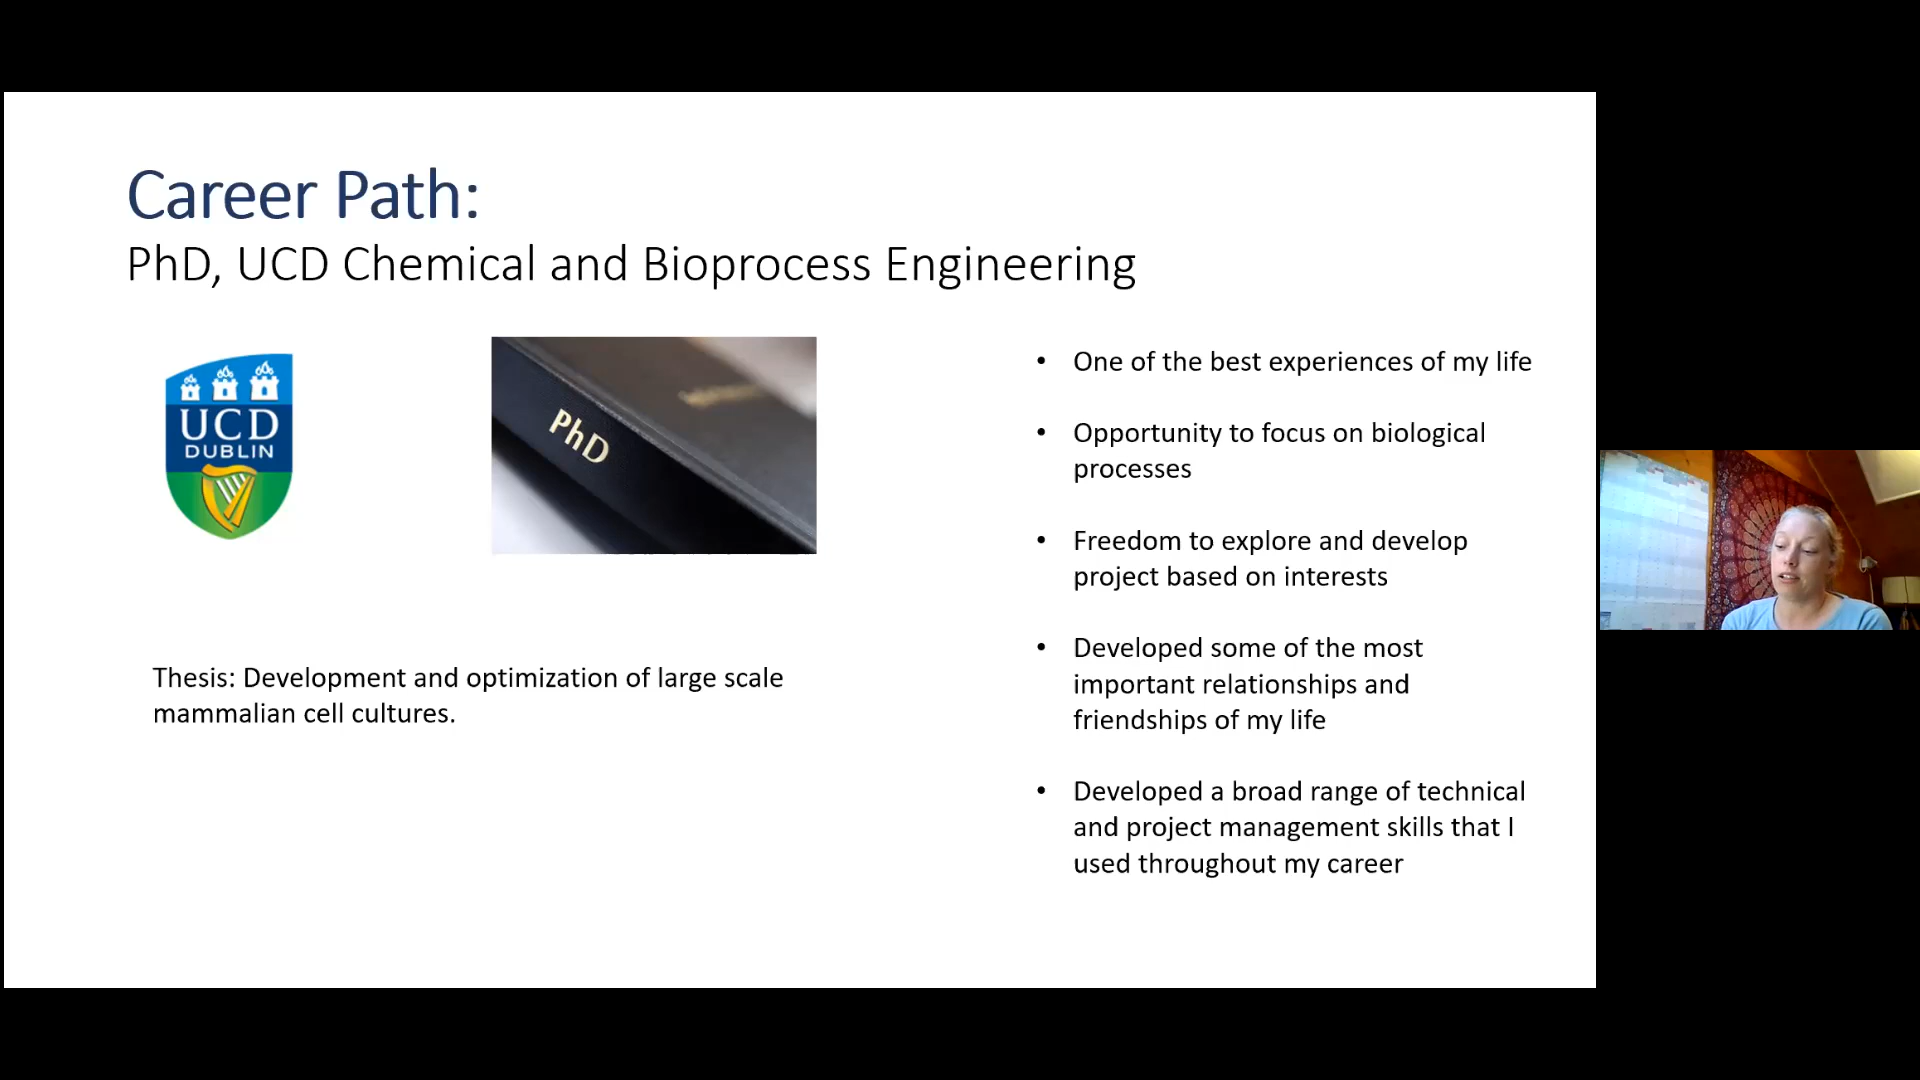 Career Path:
PhD, UCD Chemical and Bioprocess Engineering
UCD
DUBLIN
PhD
Thesis: Development and optimization of large scale
mammalian cell cultures.
• One of the best experiences of my life
• Opportunity to focus on biological
processes
• Freedom to explore and develop
project based on interests
• Developed some of the most
important relationships and
friendships of my life
• Developed a broad range of technical
and project management skills that I
used throughout my career